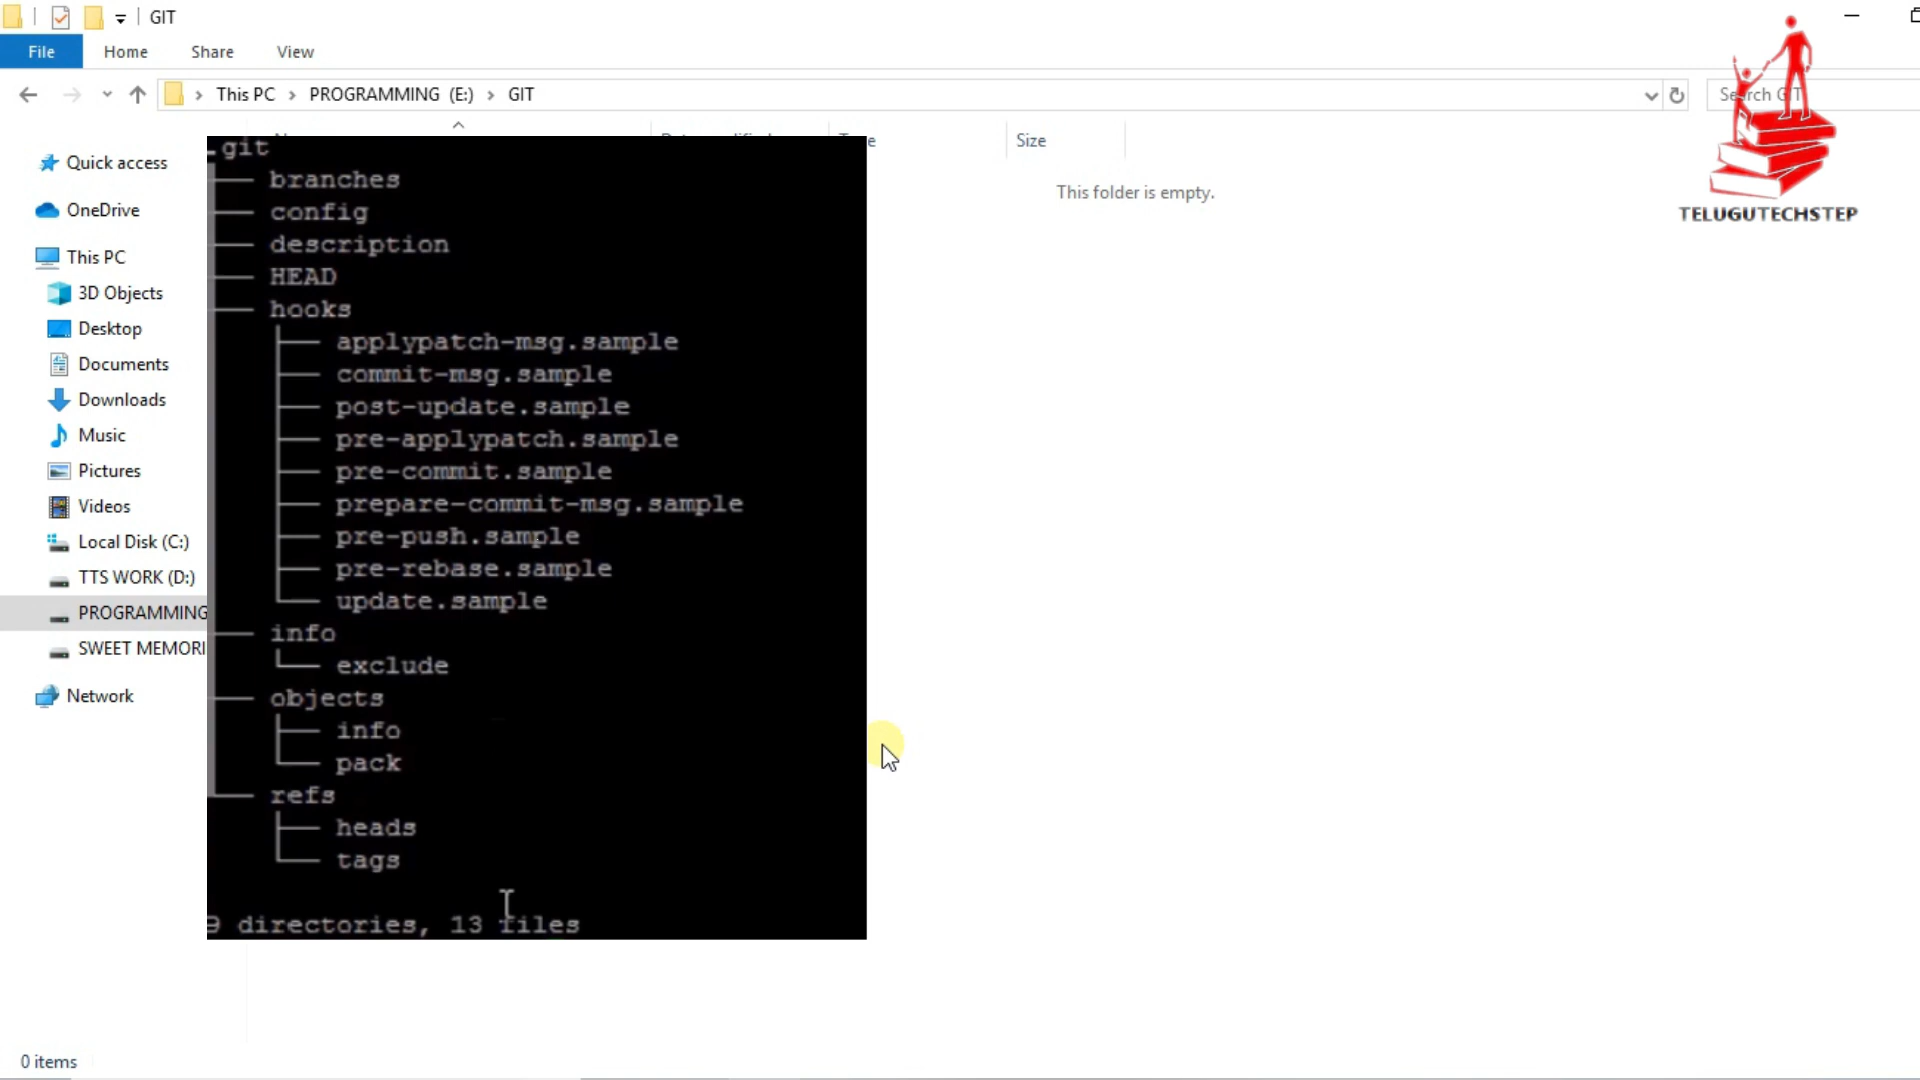 GIT
File Home Share View
This PC PROGRAMMING (E:) GIT
Search GIT
Size
This folder is empty.
TELUGUTECHSTEP
Quick access
OneDrive
This PC
3D Objects
Desktop
Documents
Downloads
Music
Pictures
Videos
Local Disk (C:)
TTS WORK (D:)
PROGRAMMING
SWEET MEMORI
Network
.git
├── branches
├── config
├── description
├── HEAD
├── hooks
│   ├── applypatch-msg.sample
│   ├── commit-msg.sample
│   ├── post-update.sample
│   ├── pre-applypatch.sample
│   ├── pre-commit.sample
│   ├── prepare-commit-msg.sample
│   ├── pre-push.sample
│   ├── pre-rebase.sample
│   └── update.sample
├── info
│   └── exclude
├── objects
│   ├── info
│   └── pack
└── refs
    ├── heads
    └── tags
9 directories, 13 files
0 items